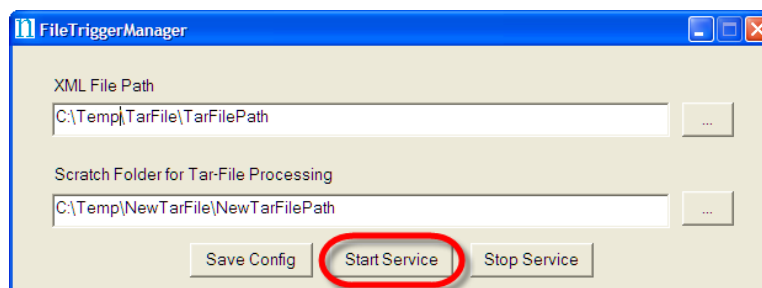 FileTriggerManager
XML File Path
C:\Temp\TarFile\TarFilePath
...
Scratch Folder for Tar-File Processing
C:\Temp\NewTarFile\NewTarFilePath
...
Save Config Start Service Stop Service